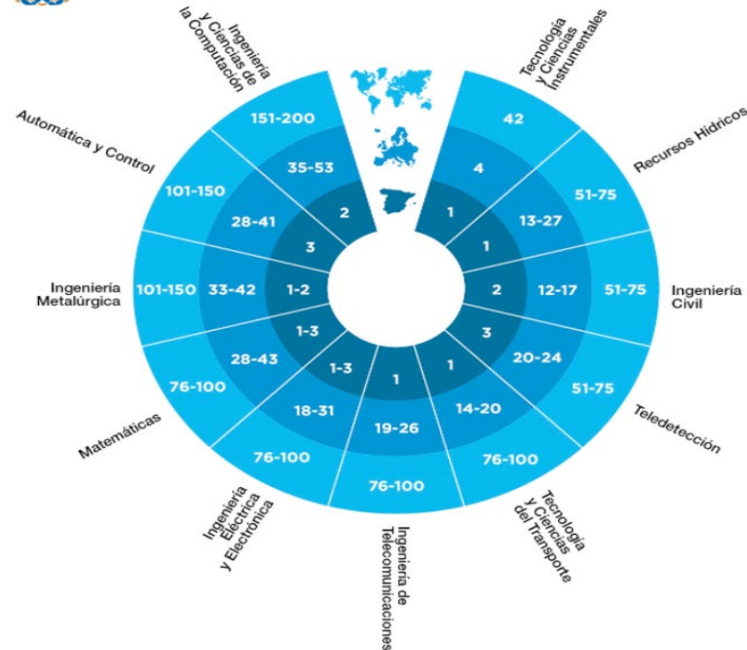 Ingeniería
y Ciencias de
la Computación
151-200
35-53
2
Tecnología
y Ciencias
Instrumentales
42
4
1
Recursos Hídricos
51-75
13-27
1
Ingeniería
Civil
51-75
12-17
2
Teledetección
51-75
20-24
3
Tecnología
y Ciencias
del Transporte
76-100
14-20
1
Ingeniería de
Telecomunicaciones
76-100
19-26
1
Ingeniería
Eléctrica
y Electrónica
76-100
18-31
1-3
Matemáticas
76-100
28-43
1-3
Ingeniería
Metalúrgica
101-150
33-42
1-2
Automática y Control
101-150
28-41
3